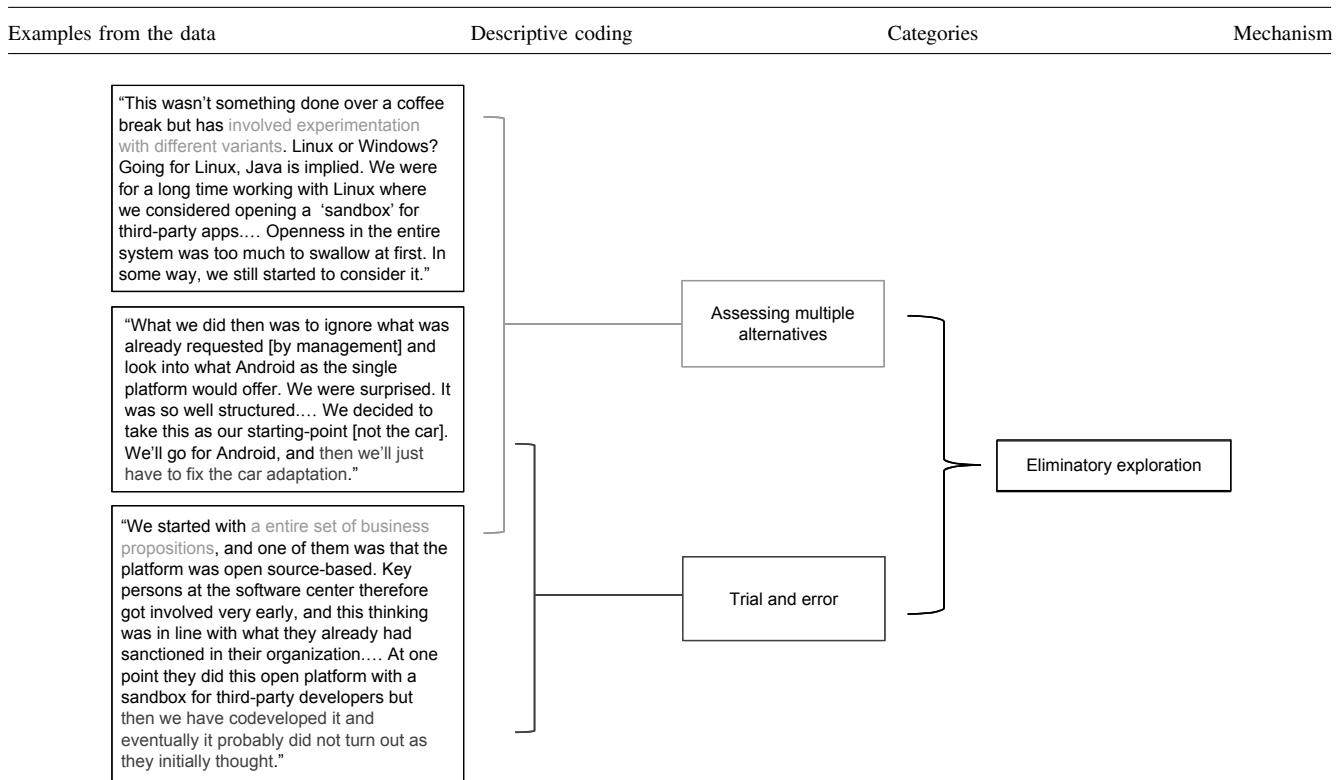 Examples from the data Descriptive coding Categories Mechanism
“This wasn’t something done over a coffee
break but has involved experimentation
with different variants. Linux or Windows?
Going for Linux, Java is implied. We were
for a long time working with Linux where
we considered opening a ‘sandbox’ for
third-party apps.… Openness in the entire
system was too much to swallow at first. In
some way, we still started to consider it.”
“What we did then was to ignore what was
already requested [by management] and
look into what Android as the single
platform would offer. We were surprised. It
was so well structured.… We decided to
take this as our starting-point [not the car].
We’ll go for Android, and then we’ll just
have to fix the car adaptation.”
“We started with a entire set of business
propositions, and one of them was that the
platform was open source-based. Key
persons at the software center therefore
got involved very early, and this thinking
was in line with what they already had
sanctioned in their organization.… At one
point they did this open platform with a
sandbox for third-party developers but
then we have codeveloped it and
eventually it probably did not turn out as
they initially thought.”
Assessing multiple
alternatives
Trial and error
Eliminatory exploration